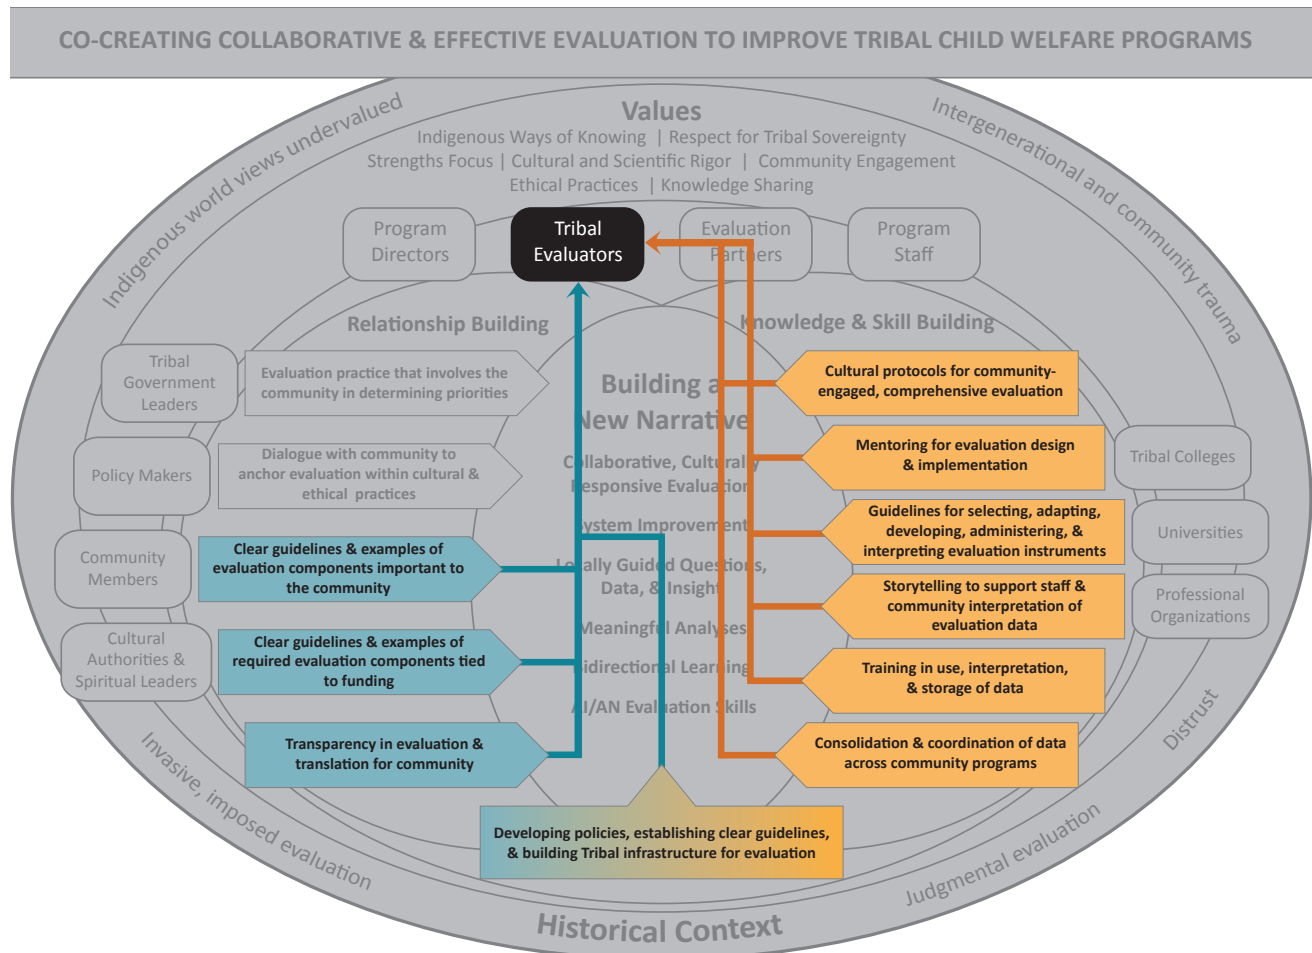 CO-CREATING COLLABORATIVE & EFFECTIVE EVALUATION TO IMPROVE TRIBAL CHILD WELFARE PROGRAMS
Values
Indigenous Ways of Knowing | Respect for Tribal Sovereignty
Strengths Focus | Cultural and Scientific Rigor | Community Engagement
Ethical Practices | Knowledge Sharing
Indigenous world views undervalued
Intergenerational and community trauma
Program
Directors
Tribal
Evaluators
Evaluation
Partners
Program
Staff
Relationship Building
Knowledge & Skill Building
Tribal
Government
Leaders
Policy Makers
Community
Members
Cultural
Authorities &
Spiritual Leaders
Evaluation practice that involves the
community in determining priorities
Dialogue with community to
anchor evaluation within cultural &
ethical practices
Clear guidelines & examples of
evaluation components important to
the community
Clear guidelines & examples of
required evaluation components tied
to funding
Transparency in evaluation &
translation for community
Building a
New Narrative
Collaborative, Culturally
Responsive Evaluation
System Improvement
Locally Guided Questions,
Data, & Insight
Meaningful Analyses
Bidirectional Learning
AI/AN Evaluation Skills
Cultural protocols for community-
engaged, comprehensive evaluation
Mentoring for evaluation design
& implementation
Guidelines for selecting, adapting,
developing, administering, &
interpreting evaluation instruments
Storytelling to support staff &
community interpretation of
evaluation data
Training in use, interpretation,
& storage of data
Consolidation & coordination of data
across community programs
Tribal Colleges
Universities
Professional
Organizations
Developing policies, establishing clear guidelines,
& building Tribal infrastructure for evaluation
Invasive, imposed evaluation
Historical Context
Judgmental evaluation
Distrust